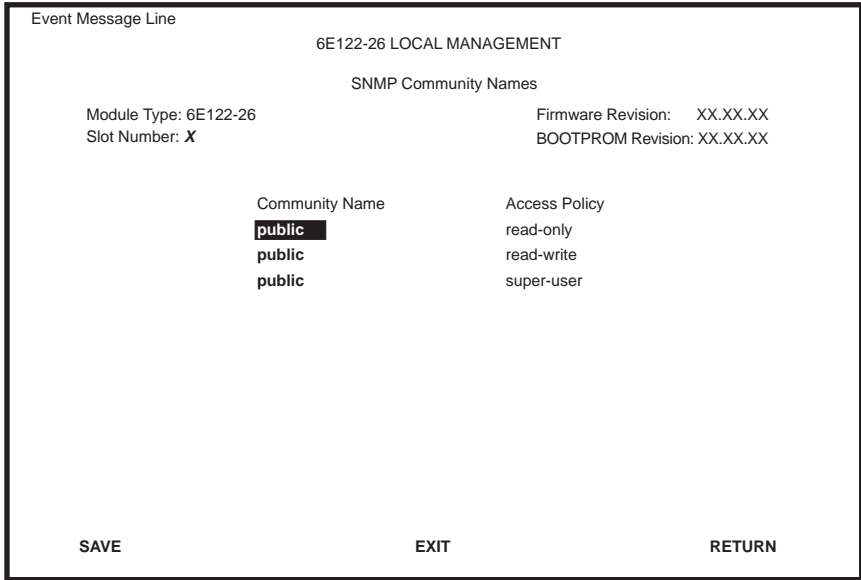 Event Message Line
6E122-26 LOCAL MANAGEMENT
SNMP Community Names
Module Type: 6E122-26 Firmware Revision: XX.XX.XX
Slot Number: X BOOTPROM Revision: XX.XX.XX
Community Name Access Policy
public read-only
public read-write
public super-user
SAVE EXIT RETURN